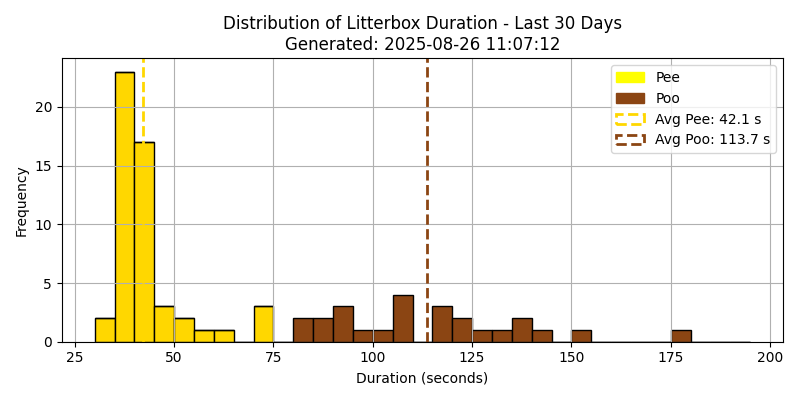 Distribution of Litterbox Duration - Last 30 Days
Generated: 2025-08-26 11:07:12
Pee
Poo
Avg Pee: 42.1 s
Avg Poo: 113.7 s
Frequency
20
15
10
5
0
25 50 75 100 125 150 175 200
Duration (seconds)